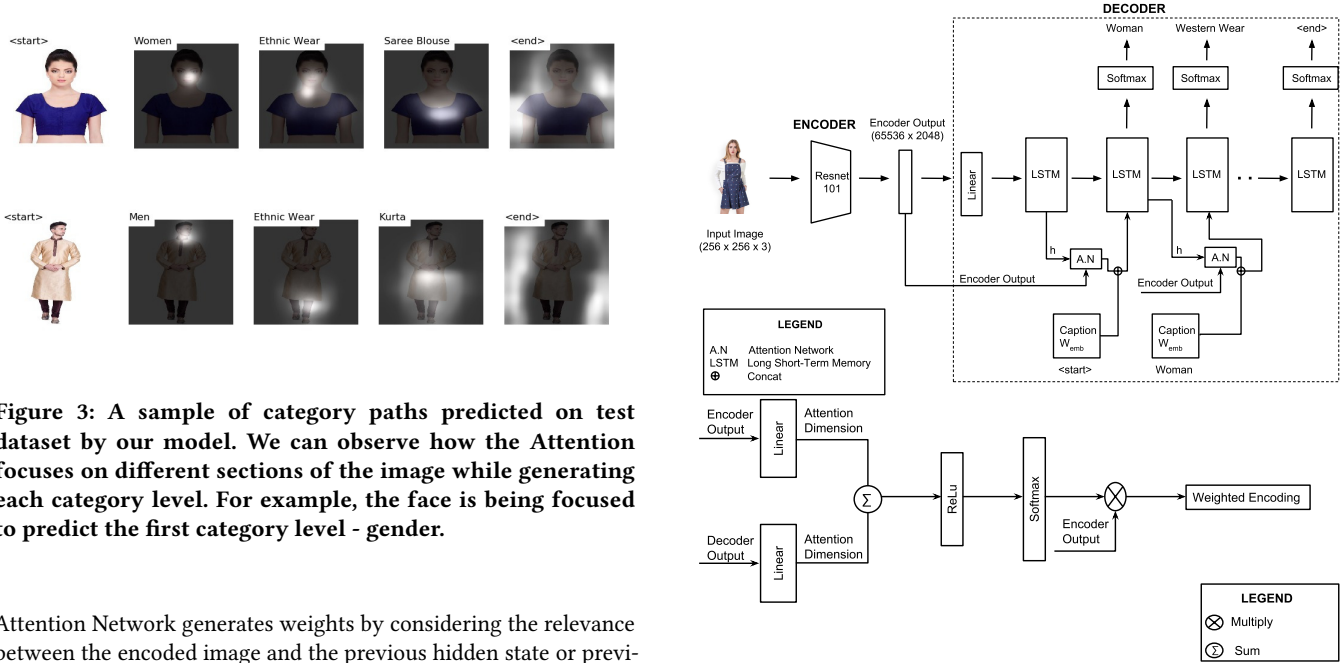 <start>
Women
Ethnic Wear
Saree Blouse
<end>
<start>
Men
Ethnic Wear
Kurta
<end>
Figure 3: A sample of category paths predicted on test
dataset by our model. We can observe how the Attention
focuses on different sections of the image while generating
each category level. For example, the face is being focused
to predict the first category level - gender.
Attention Network generates weights by considering the relevance
between the encoded image and the previous hidden state or previ-
DECODER
Woman
Western Wear
<end>
Softmax
Softmax
Softmax
ENCODER
Encoder Output
(65536 x 2048)
Resnet
101
Linear
LSTM
LSTM
LSTM
LSTM
Input Image
(256 x 256 x 3)
h
A.N
h
A.N
Encoder Output
Encoder Output
Caption
Wemb
<start>
Caption
Wemb
Woman
LEGEND
A.N Attention Network
LSTM Long Short-Term Memory
⊕ Concat
Encoder
Output
Linear
Attention
Dimension
Decoder
Output
Linear
Attention
Dimension
Σ
ReLu
Softmax
Encoder
Output
Weighted Encoding
LEGEND
⊗ Multiply
Σ Sum